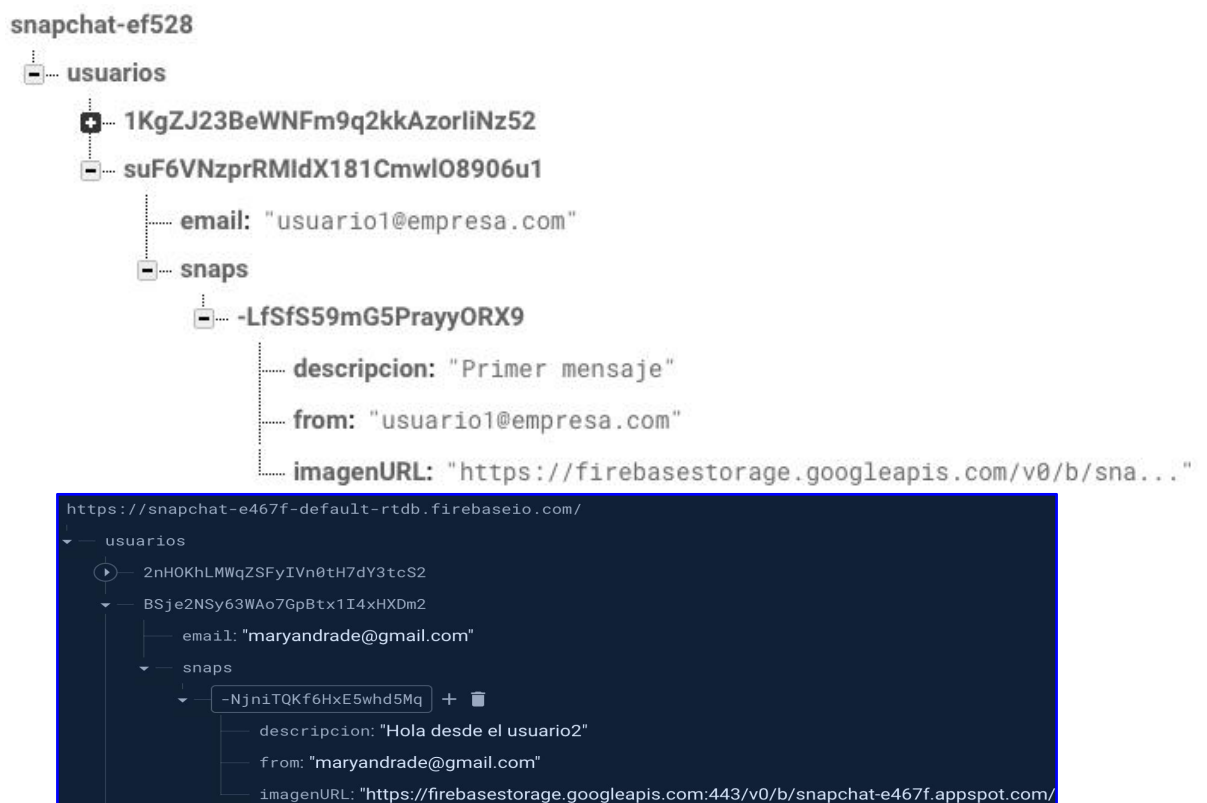 snapchat-ef528
usuarios
1KgZJ23BeWNFm9q2kkAzorIiNz52
suF6VNzprRMIdX181CmwlO8906u1
email: "usuario1@empresa.com"
snaps
-LfSfS59mG5PrayyORX9
descripcion: "Primer mensaje"
from: "usuario1@empresa.com"
imagenURL: "https://firebasestorage.googleapis.com/v0/b/sna..."
https://snapchat-e467f-default-rtdb.firebaseio.com/
usuarios
2nHOKhLMWqZSFyIVn0tH7dY3tcS2
BSje2NSy63WAo7GpBtx1I4xHXDm2
email: "maryandrade@gmail.com"
snaps
-NjniTQKf6HxE5whd5Mq
descripcion: "Hola desde el usuario2"
from: "maryandrade@gmail.com"
imagenURL: "https://firebasestorage.googleapis.com:443/v0/b/snapchat-e467f.appspot.com/